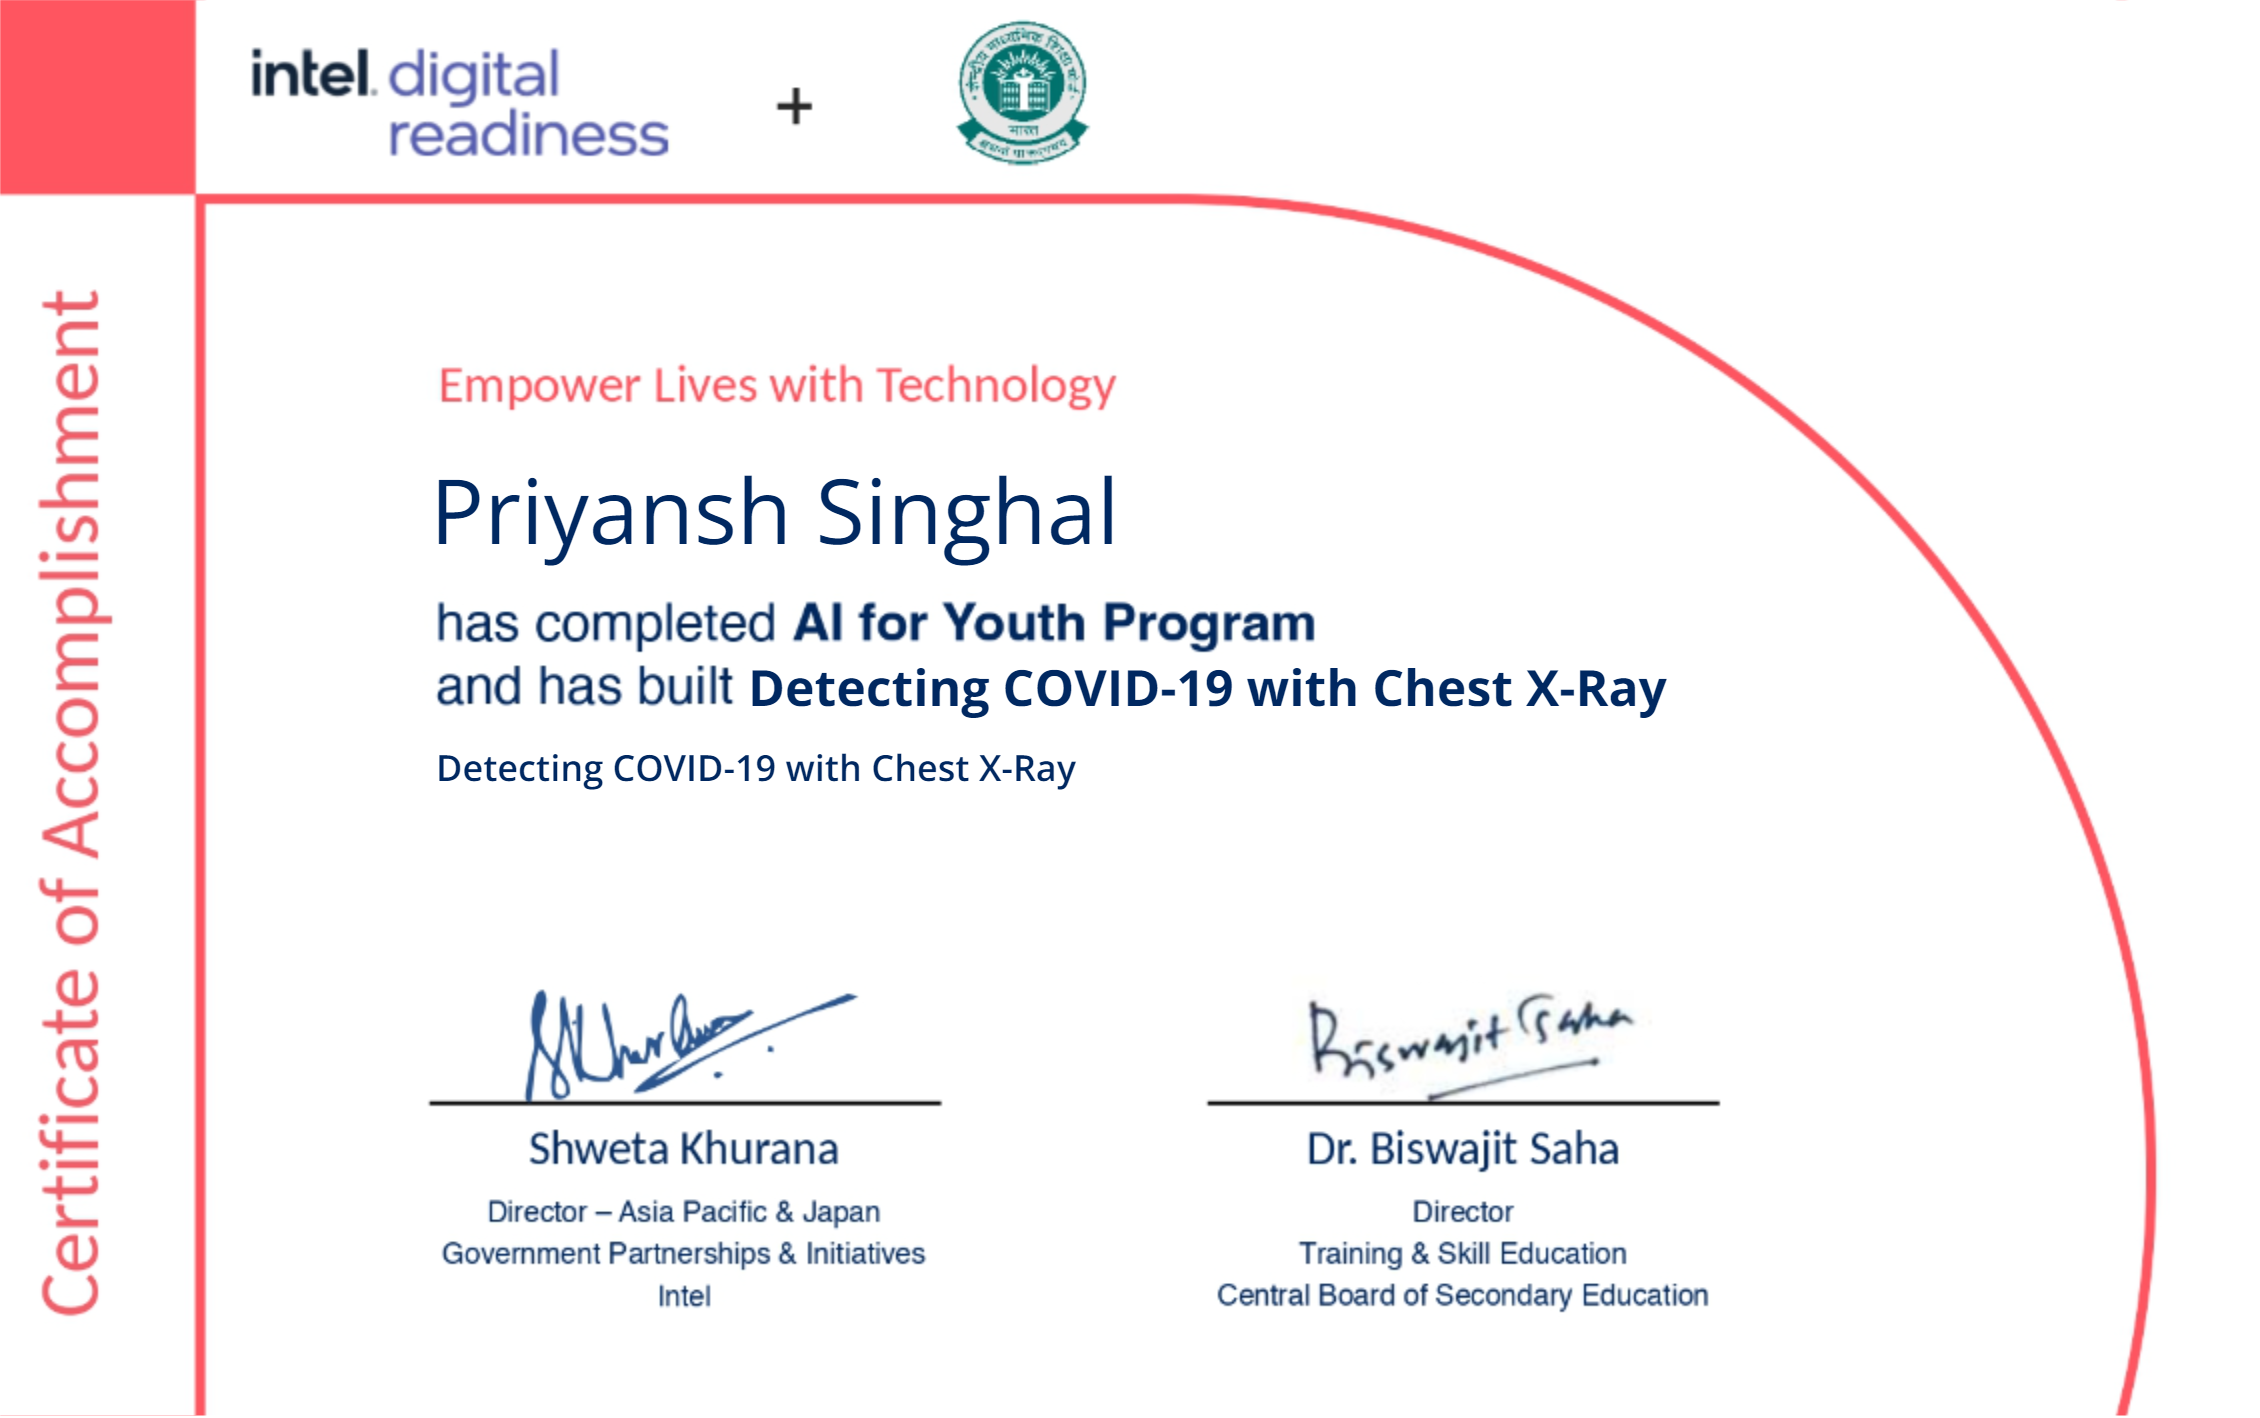 intel. digital
readiness
+
केन्द्रीय माध्यमिक शिक्षा बोर्ड
भारत
Certificate of Accomplishment
Empower Lives with Technology
Priyansh Singhal
has completed AI for Youth Program
and has built Detecting COVID-19 with Chest X-Ray
Detecting COVID-19 with Chest X-Ray
Shweta Khurana
Dr. Biswajit Saha
Director – Asia Pacific & Japan
Director
Government Partnerships & Initiatives
Training & Skill Education
Intel
Central Board of Secondary Education